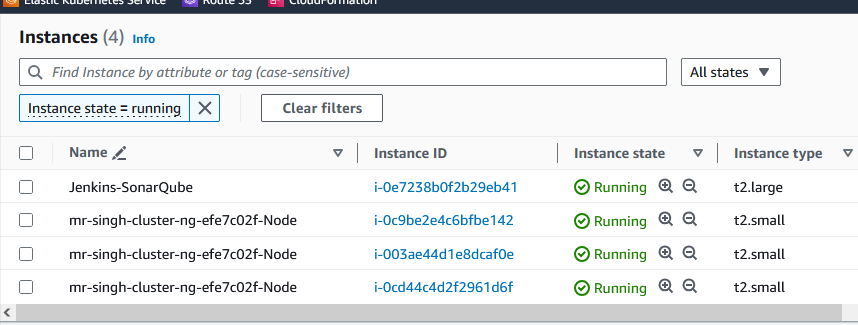 Elastic Kubernetes Service Route 53 CloudFormation
Instances (4) Info
Find Instance by attribute or tag (case-sensitive) All states
Instance state = running Clear filters
Name Instance ID Instance state Instance type
Jenkins-SonarQube i-0e7238b0f2b29eb41 Running t2.large
mr-singh-cluster-ng-efe7c02f-Node i-0c9be2e4c6bfbe142 Running t2.small
mr-singh-cluster-ng-efe7c02f-Node i-003ae44d1e8dcaf0e Running t2.small
mr-singh-cluster-ng-efe7c02f-Node i-0cd44c4d2f2961d6f Running t2.small